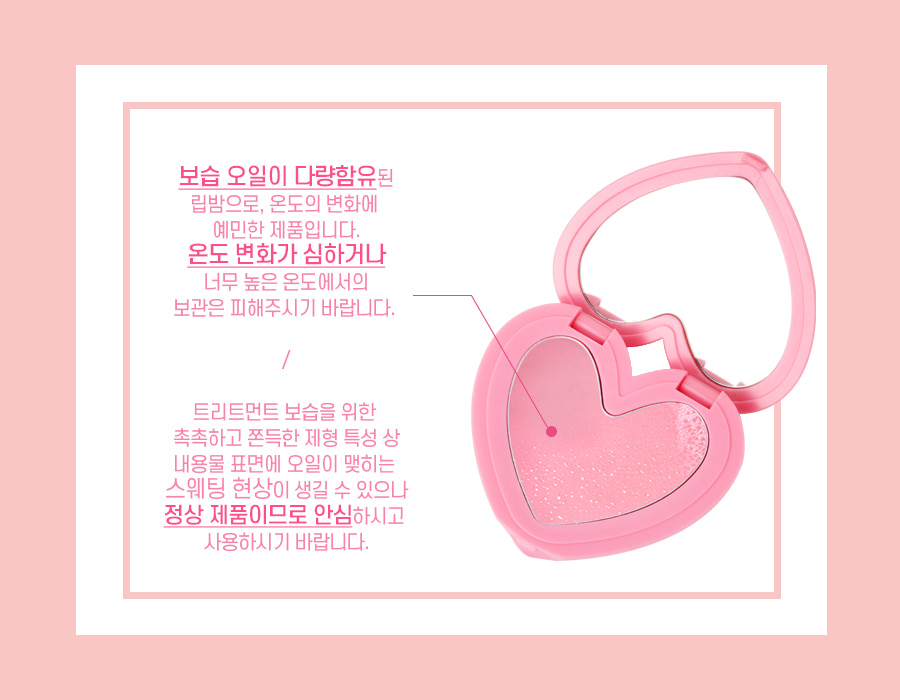 보습 오일이 다량함유된
립밤으로, 온도의 변화에
예민한 제품입니다.
온도 변화가 심하거나
너무 높은 온도에서의
보관은 피해주시기 바랍니다.
/
트리트먼트 보습을 위한
촉촉하고 쫀득한 제형 특성 상
내용물 표면에 오일이 맺히는
스웨팅 현상이 생길 수 있으나
정상 제품이므로 안심하시고
사용하시기 바랍니다.